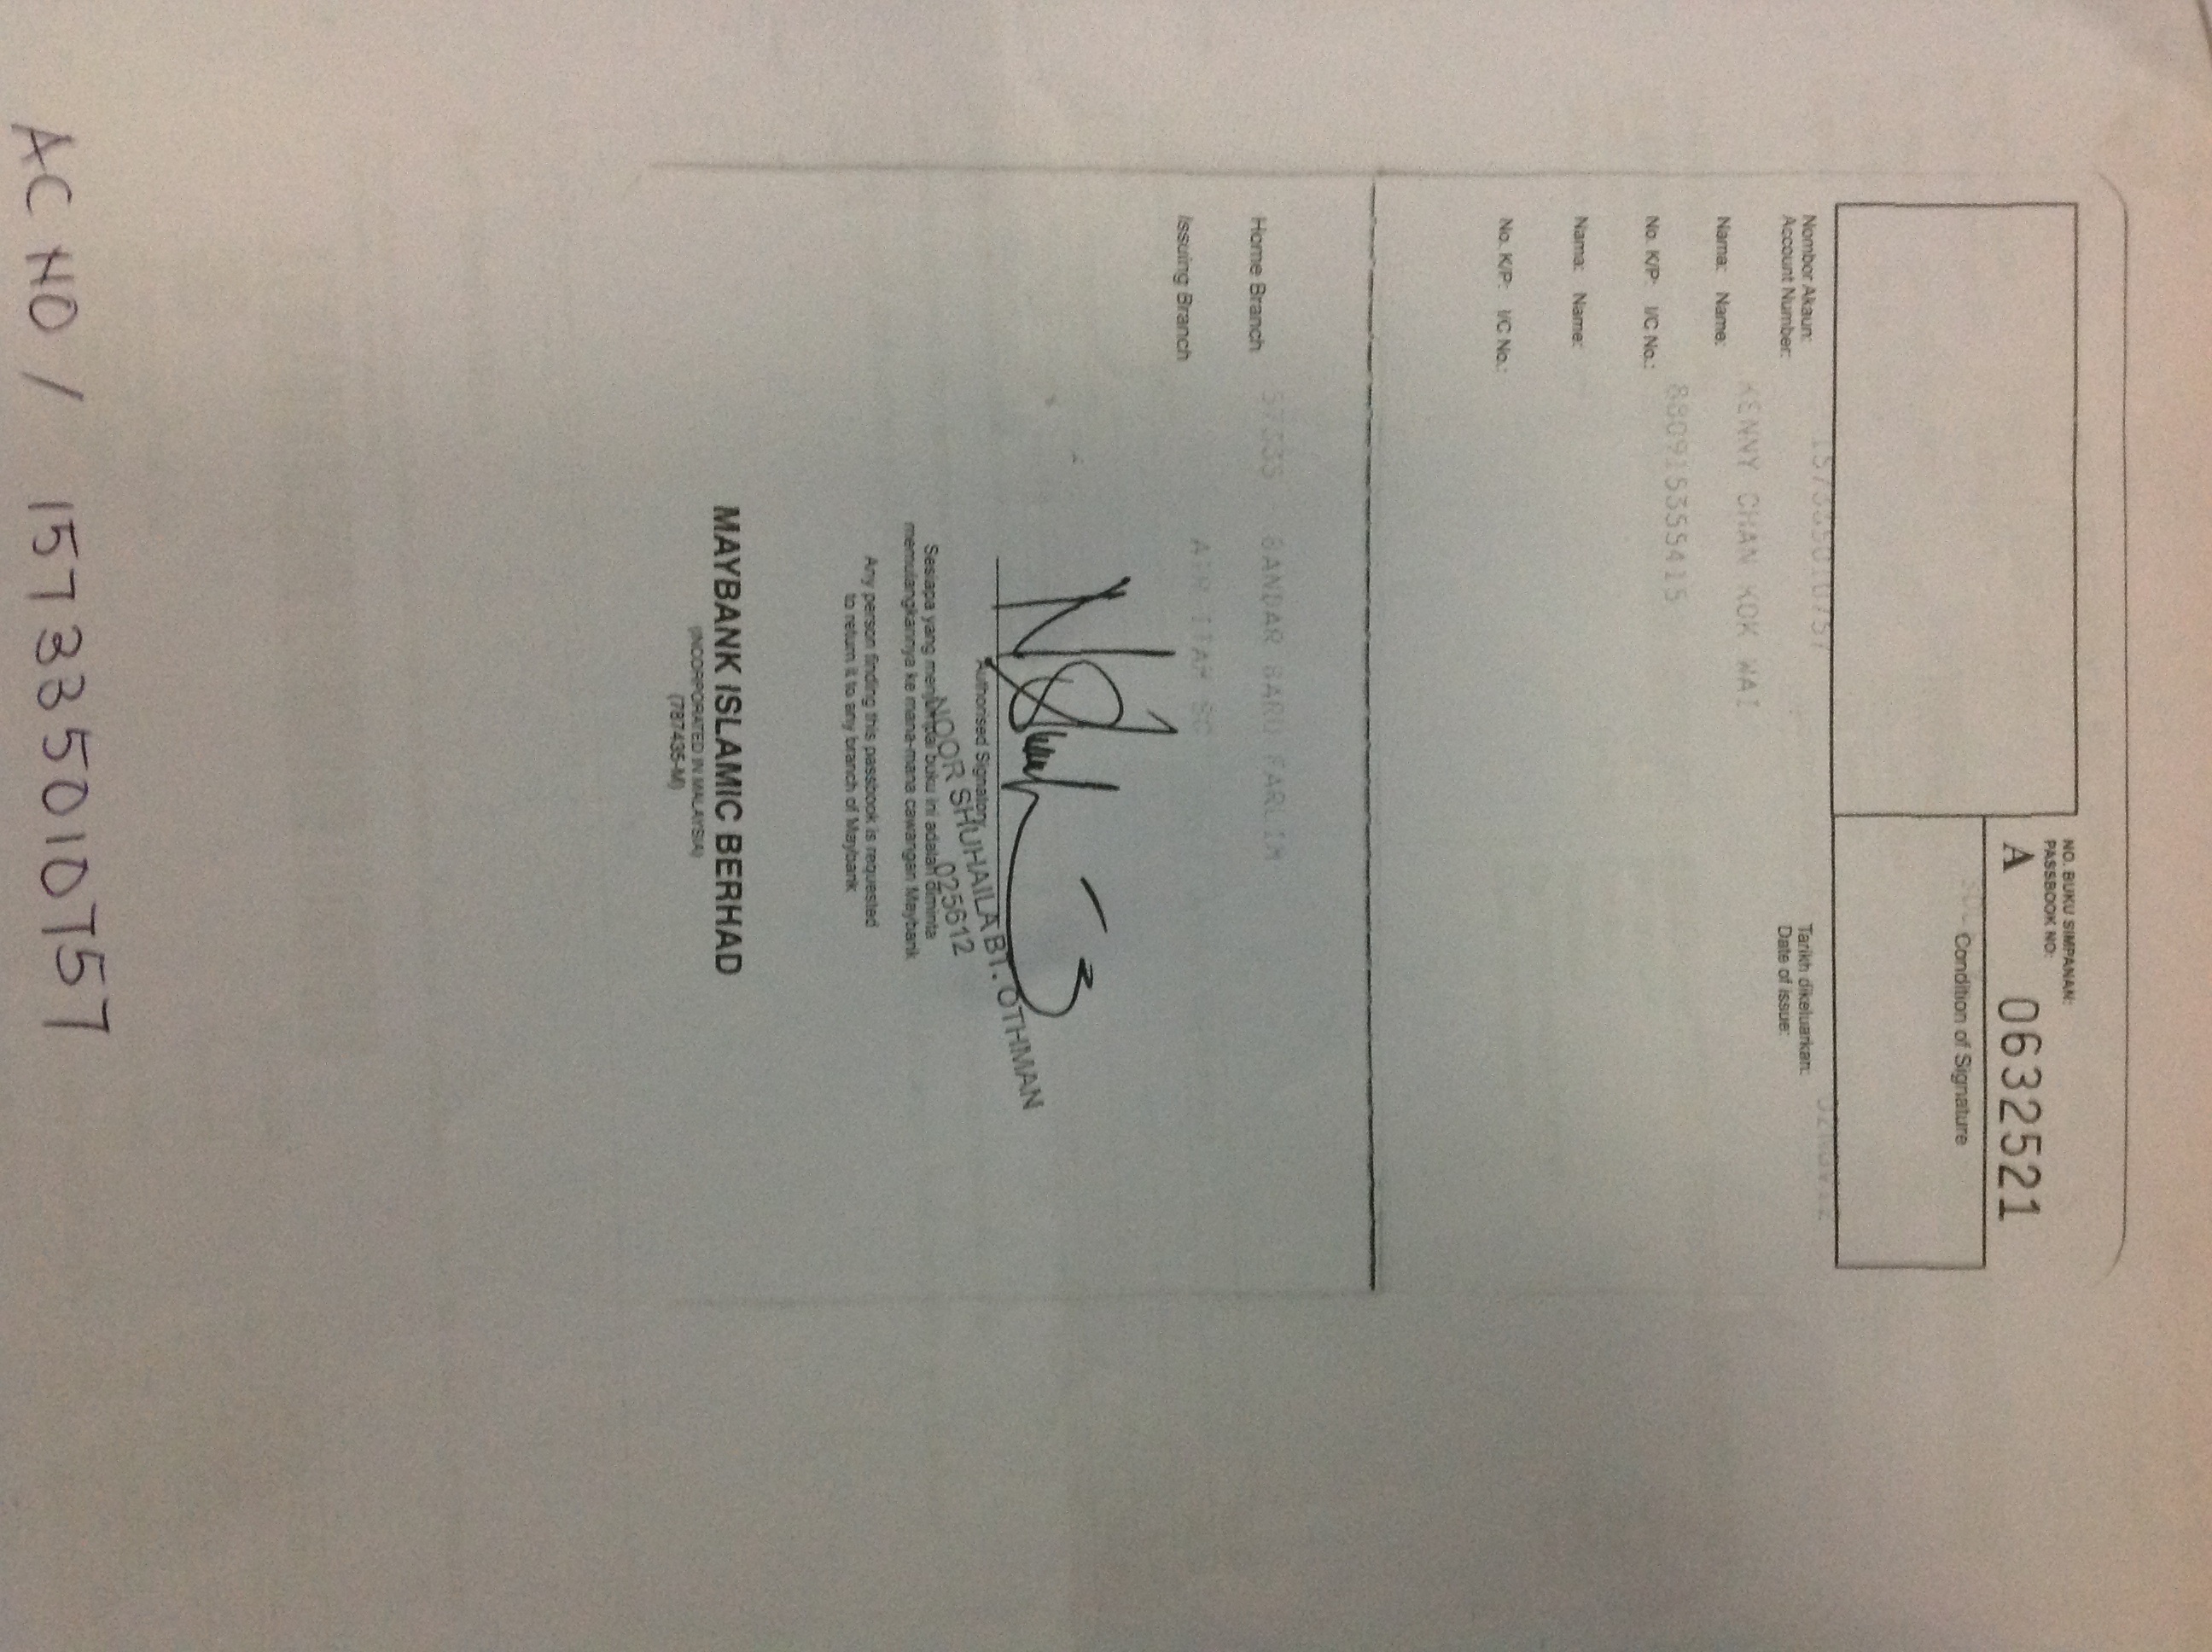 NO. BUKU SIMPANAN:
PASSBOOK NO:
A 0632521
Condition of Signature
Nombor Akaun:
Account Number:
Tarikh dikeluarkan:
Date of issue:
Nama: Name: KENNY CHAN KOK WAI
No. K/P: I/C No.: 880915355415
Nama: Name:
No. K/P: I/C No.:
Home Branch BANDAR BARU FARLIM
Issuing Branch AIR ITAM SC
Authorised Signatory
NOOR SHUHAILA BT. OTHMAN
025612
Sesiapa yang menjumpai buku ini adalah diminta
memulangkannya ke mana-mana cawangan Maybank
Any person finding this passbook is requested
to return it to any branch of Maybank
MAYBANK ISLAMIC BERHAD
(INCORPORATED IN MALAYSIA)
(787435-M)
AC NO / 157335010757